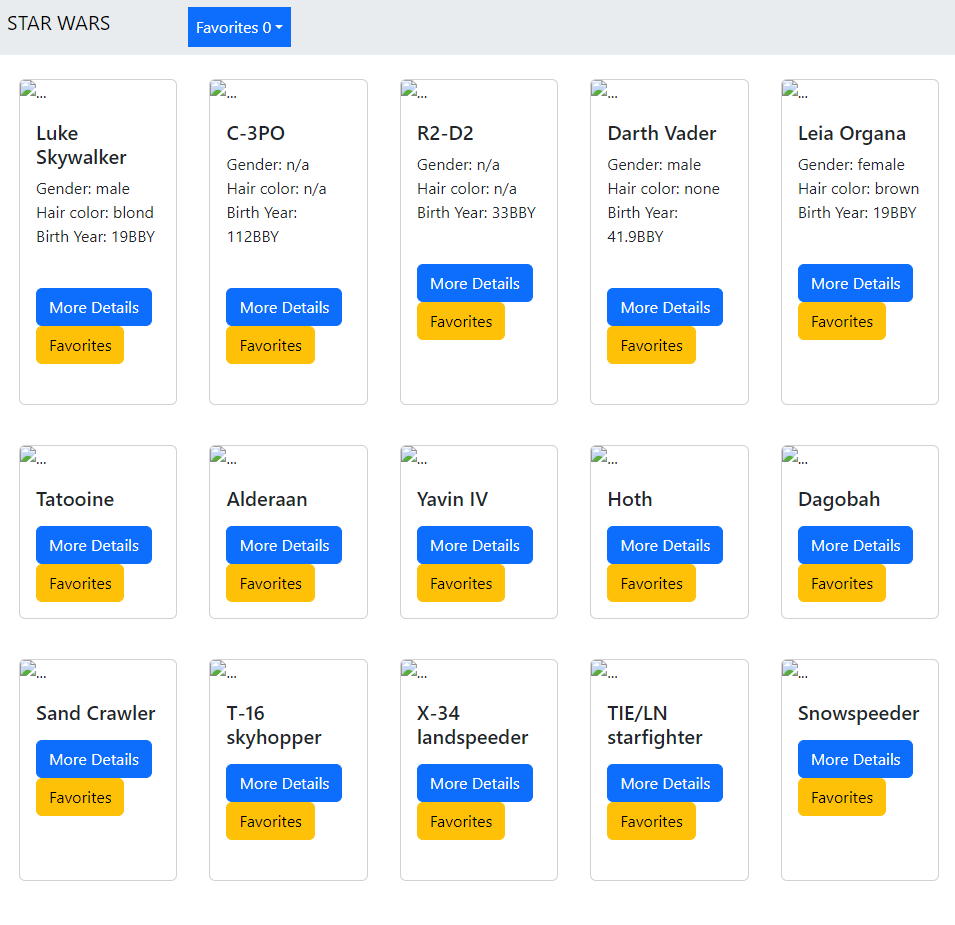 STAR WARS
Favorites 0
...
Luke
Skywalker
Gender: male
Hair color: blond
Birth Year: 19BBY
More Details
Favorites
...
C-3PO
Gender: n/a
Hair color: n/a
Birth Year:
112BBY
More Details
Favorites
...
R2-D2
Gender: n/a
Hair color: n/a
Birth Year: 33BBY
More Details
Favorites
...
Darth Vader
Gender: male
Hair color: none
Birth Year:
41.9BBY
More Details
Favorites
...
Leia Organa
Gender: female
Hair color: brown
Birth Year: 19BBY
More Details
Favorites
...
Tatooine
More Details
Favorites
...
Alderaan
More Details
Favorites
...
Yavin IV
More Details
Favorites
...
Hoth
More Details
Favorites
...
Dagobah
More Details
Favorites
...
Sand Crawler
More Details
Favorites
...
T-16
skyhopper
More Details
Favorites
...
X-34
landspeeder
More Details
Favorites
...
TIE/LN
starfighter
More Details
Favorites
...
Snowspeeder
More Details
Favorites